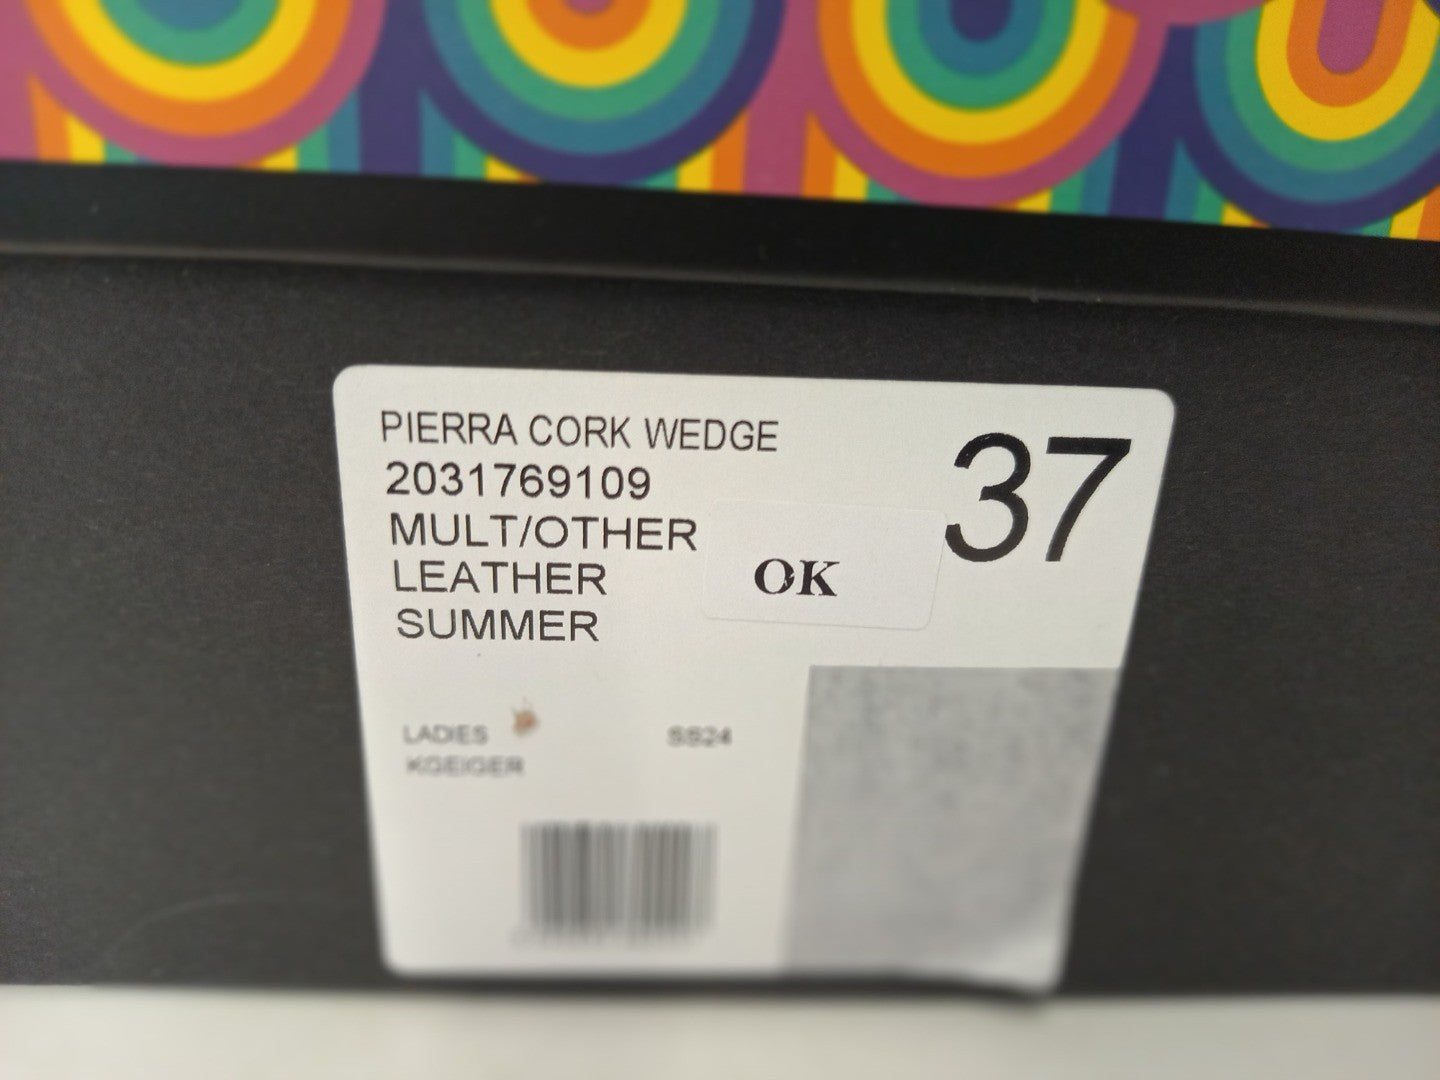 PIERRA CORK WEDGE
37
2031769109
MULT/OTHER
OK
LEATHER
SUMMER
LADIES
SS24
KGEIGER